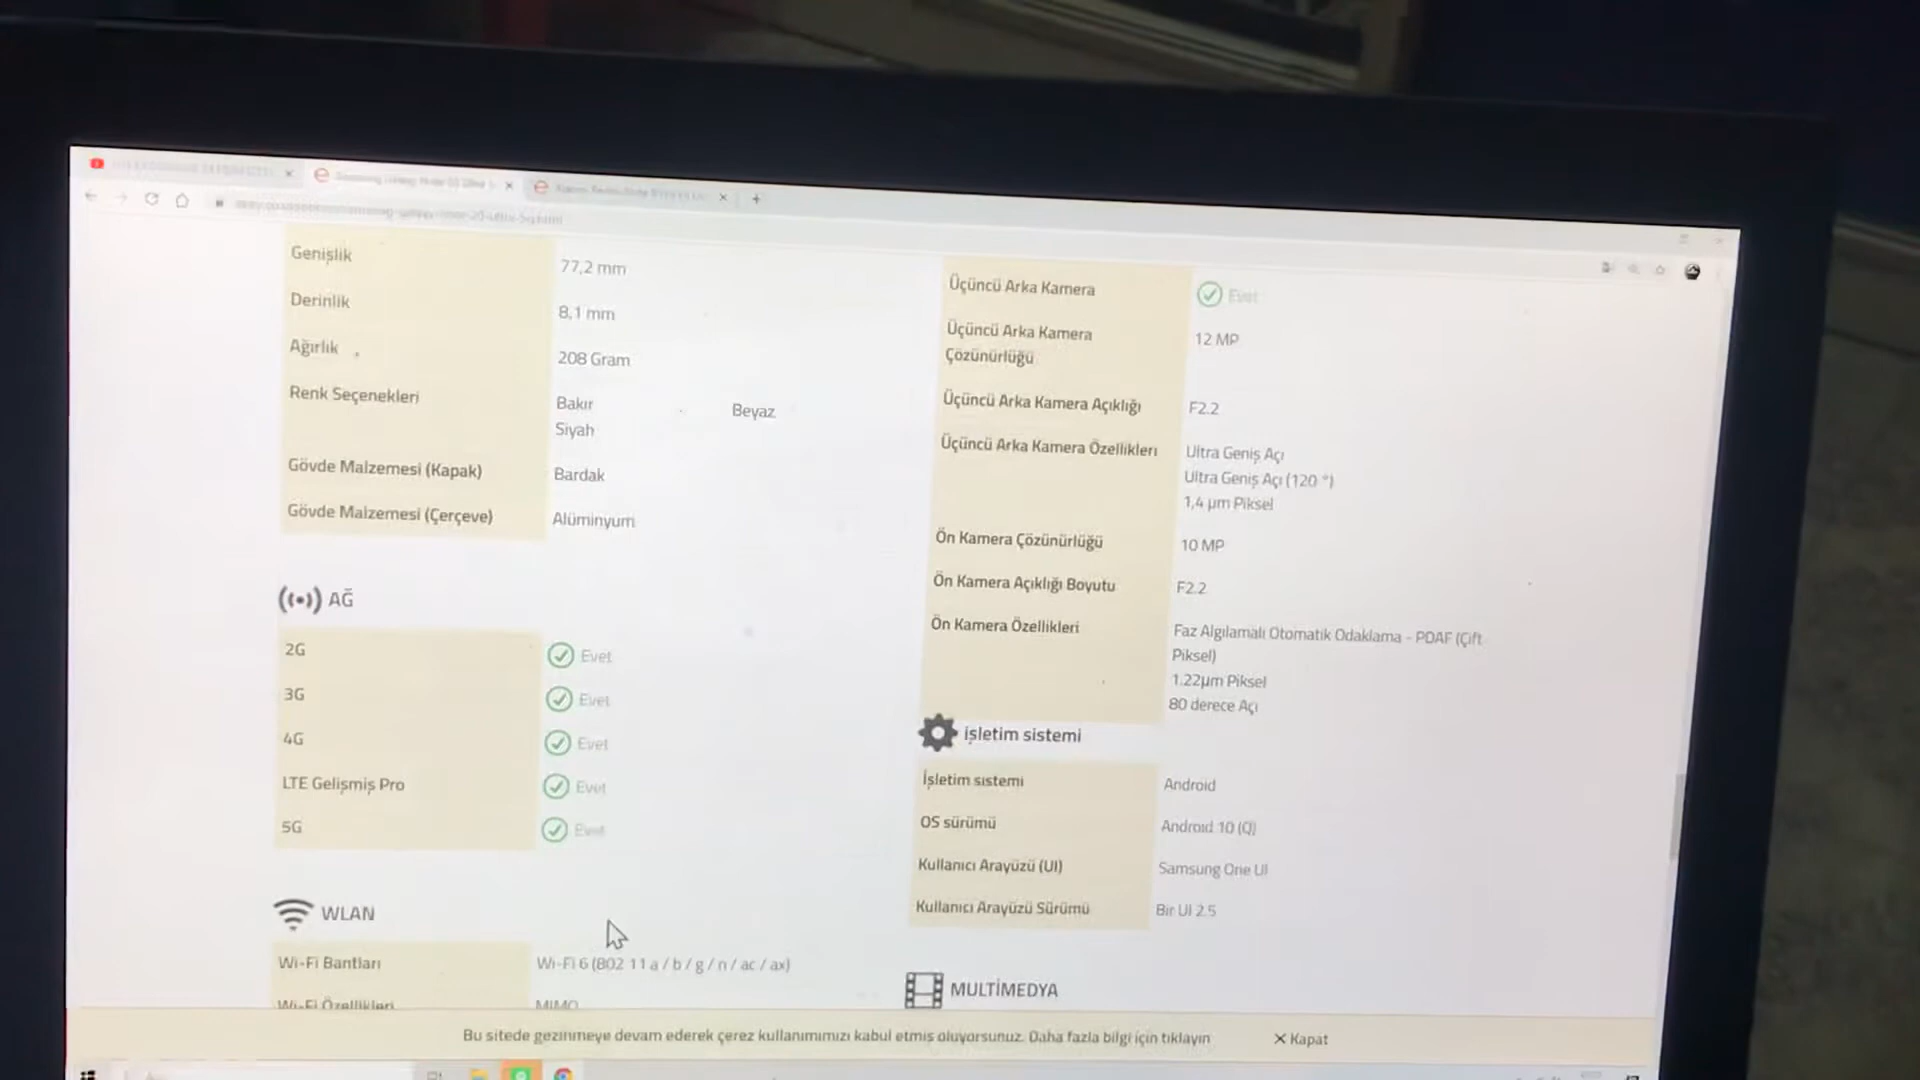 Genişlik
77,2 mm
Derinlik
8,1 mm
Ağırlık
208 Gram
Renk Seçenekleri
Bakır
Beyaz
Siyah
Gövde Malzemesi (Kapak)
Bardak
Gövde Malzemesi (Çerçeve)
Alüminyum
AĞ
2G
Evet
3G
Evet
4G
Evet
LTE Gelişmiş Pro
Evet
5G
Evet
WLAN
Wi-Fi Bantları
Wi-Fi 6 (802 11 a / b / g / n / ac / ax)
Wi-Fi Özellikleri
MIMO
Üçüncü Arka Kamera
Evet
Üçüncü Arka Kamera
Çözünürlüğü
12 MP
Üçüncü Arka Kamera Açıklığı
F2.2
Üçüncü Arka Kamera Özellikleri
Ultra Geniş Açı
Ultra Geniş Açı (120 °)
1,4 µm Piksel
Ön Kamera Çözünürlüğü
10 MP
Ön Kamera Açıklığı Boyutu
F2.2
Ön Kamera Özellikleri
Faz Algılamalı Otomatik Odaklama - PDAF (Çift
Piksel)
1.22µm Piksel
80 derece Açı
işletim sistemi
İşletim sistemi
Android
OS sürümü
Android 10 (Q)
Kullanıcı Arayüzü (UI)
Samsung One UI
Kullanıcı Arayüzü Sürümü
Bir UI 2.5
MULTİMEDYA
Bu sitede gezinmeye devam ederek çerez kullanımımızı kabul etmiş oluyorsunuz. Daha fazla bilgi için tıklayın
Kapat